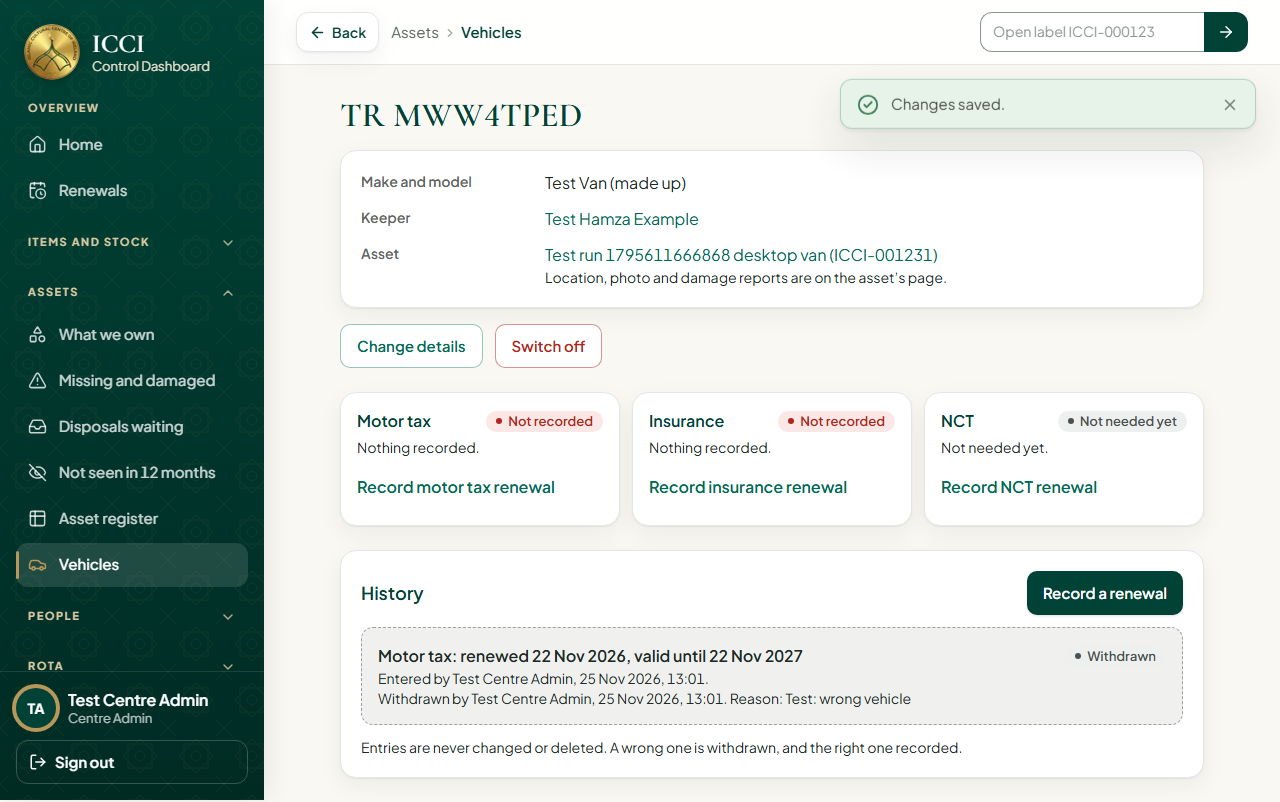 ICCI
Control Dashboard
OVERVIEW
Home
Renewals
ITEMS AND STOCK
ASSETS
What we own
Missing and damaged
Disposals waiting
Not seen in 12 months
Asset register
Vehicles
PEOPLE
ROTA
TA
Test Centre Admin
Centre Admin
Sign out
Back
Assets
Vehicles
Open label ICCI-000123
Changes saved.
TR MWW4TPED
Make and model
Test Van (made up)
Keeper
Test Hamza Example
Asset
Test run 1795611666868 desktop van (ICCI-001231)
Location, photo and damage reports are on the asset's page.
Change details
Switch off
Motor tax
Not recorded
Nothing recorded.
Record motor tax renewal
Insurance
Not recorded
Nothing recorded.
Record insurance renewal
NCT
Not needed yet
Not needed yet.
Record NCT renewal
History
Record a renewal
Motor tax: renewed 22 Nov 2026, valid until 22 Nov 2027
Withdrawn
Entered by Test Centre Admin, 25 Nov 2026, 13:01.
Withdrawn by Test Centre Admin, 25 Nov 2026, 13:01. Reason: Test: wrong vehicle
Entries are never changed or deleted. A wrong one is withdrawn, and the right one recorded.